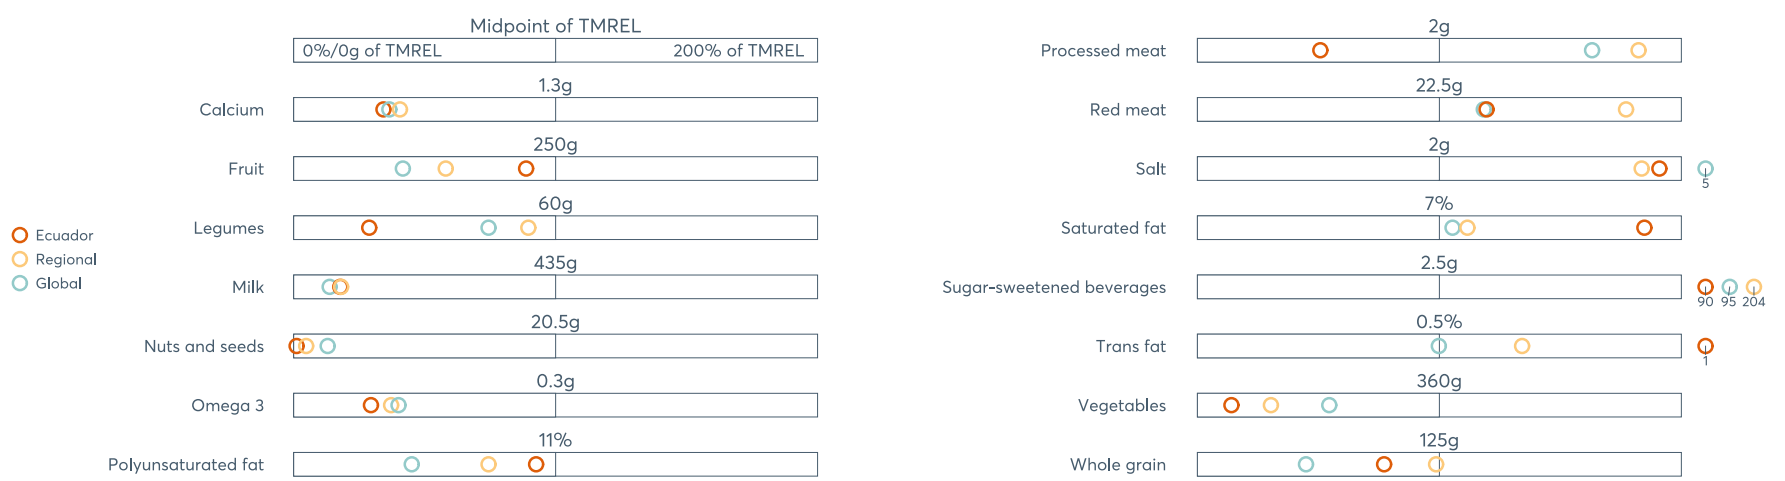 Midpoint of TMREL
0%/0g of TMREL 200% of TMREL
1.3g
Calcium
250g
Fruit
60g
Legumes
435g
Milk
20.5g
Nuts and seeds
0.3g
Omega 3
11%
Polyunsaturated fat
Ecuador
Regional
Global
2g
Processed meat
22.5g
Red meat
2g
Salt
5
7%
Saturated fat
2.5g
Sugar-sweetened beverages
90 95 204
0.5%
Trans fat
1
360g
Vegetables
125g
Whole grain